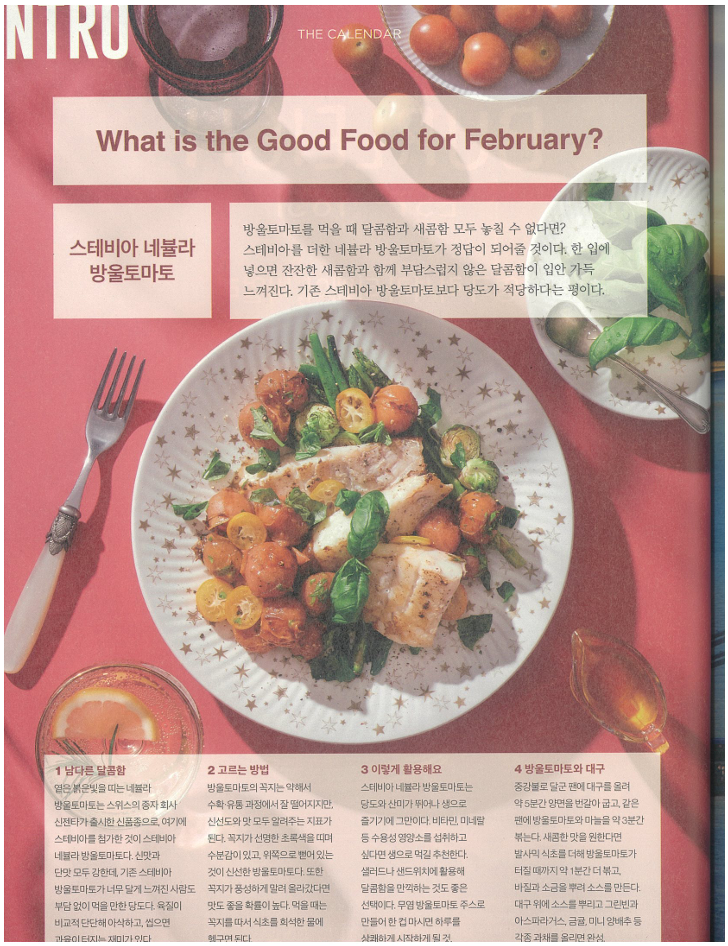 NTRO
THE CALENDAR
What is the Good Food for February?
스테비아 네뷸라
방울토마토
방울토마토를 먹을 때 달콤함과 새콤함 모두 놓칠 수 없다면?
스테비아를 더한 네뷸라 방울토마토가 정답이 되어줄 것이다. 한 입에
넣으면 잔잔한 새콤함과 함께 부담스럽지 않은 달콤함이 입안 가득
느껴진다. 기존 스테비아 방울토마토보다 당도가 적당하다는 평이다.
1 남다른 달콤함
옅은 붉은빛을 띠는 네뷸라
방울토마토는 스위스의 종자 회사
신젠타가 출시한 신품종으로, 여기에
스테비아를 첨가한 것이 스테비아
네뷸라 방울토마토다. 신맛과
단맛 모두 강한데, 기존 스테비아
방울토마토가 너무 달게 느껴진 사람도
부담 없이 먹을 만한 당도다. 육질이
비교적 단단해 아삭하고, 씹으면
과육이 터지는 재미가 있다.
2 고르는 방법
방울토마토의 꼭지는 약해서
수확·유통 과정에서 잘 떨어지지만,
신선도와 맛 모두 알려주는 지표가
된다. 꼭지가 선명한 초록색을 띠며
수분감이 있고, 위쪽으로 뻗어 있는
것이 신선한 방울토마토다. 또한
꼭지가 풍성하게 말려 올라갔다면
맛도 좋을 확률이 높다. 먹을 때는
꼭지를 따서 식초를 희석한 물에
헹구면 된다.
3 이렇게 활용해요
스테비아 네뷸라 방울토마토는
당도와 산미가 뛰어나 생으로
즐기기에 그만이다. 비타민, 미네랄
등 수용성 영양소를 섭취하고
싶다면 생으로 먹길 추천한다.
샐러드나 샌드위치에 활용해
달콤함을 만끽하는 것도 좋은
선택이다. 무염 방울토마토 주스로
만들어 한 컵 마시면 하루를
상쾌하게 시작하게 될 것.
4 방울토마토와 대구
중강불로 달군 팬에 대구를 올려
약 5분간 양면을 번갈아 굽고, 같은
팬에 방울토마토와 마늘을 약 3분간
볶는다. 새콤한 맛을 원한다면
발사믹 식초를 더해 방울토마토가
터질 때까지 약 1분간 더 볶고,
바질과 소금을 뿌려 소스를 만든다.
대구 위에 소스를 뿌리고 그린빈과
아스파라거스, 금귤, 미니 양배추 등
각종 과채를 올리면 완성.